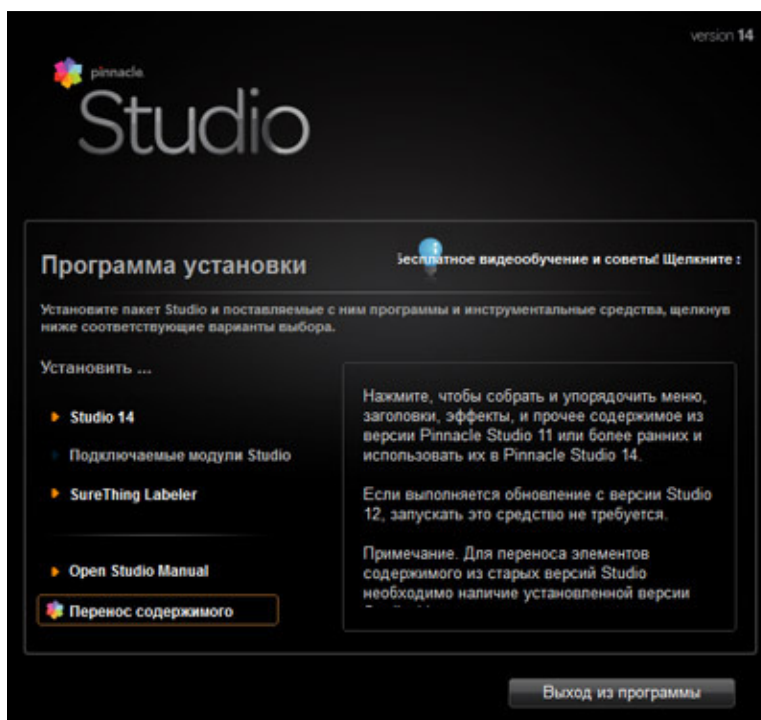 version 14
pinnacle
Studio
Программа установки
Бесплатное видеообучение и советы! Щелкните
Установите пакет Studio и поставляемые с ним программы и инструментальные средства, щелкнув
ниже соответствующие варианты выбора.
Установить ...
Studio 14
Подключаемые модули Studio
SureThing Labeler
Open Studio Manual
Перенос содержимого
Нажмите, чтобы собрать и упорядочить меню,
заголовки, эффекты, и прочее содержимое из
версии Pinnacle Studio 11 или более ранних и
использовать их в Pinnacle Studio 14.
Если выполняется обновление с версии Studio
12, запускать это средство не требуется.
Примечание. Для переноса элементов
содержимого из старых версий Studio
необходимо наличие установленной версии
Выход из программы